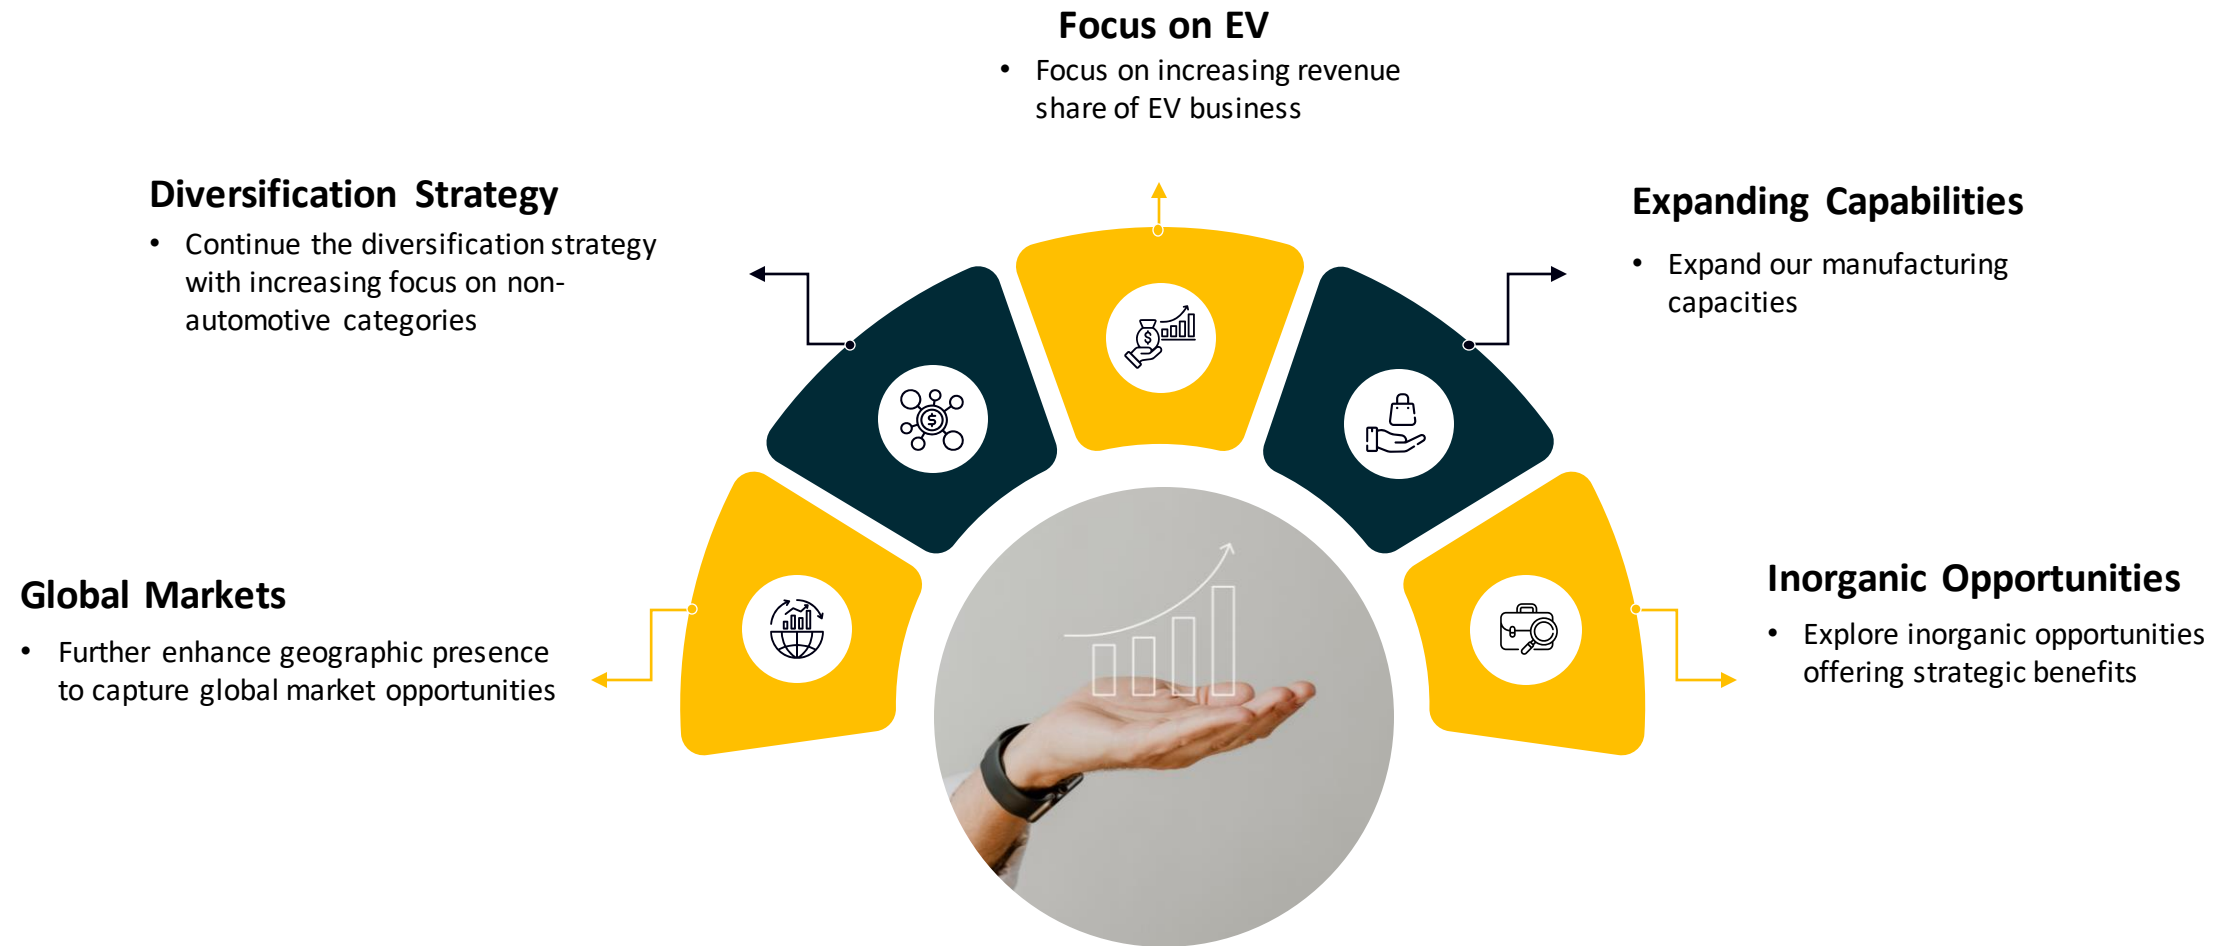 Focus on EV
• Focus on increasing revenue
share of EV business
Diversification Strategy
• Continue the diversification strategy
with increasing focus on non-
automotive categories
Expanding Capabilities
• Expand our manufacturing
capacities
Global Markets
• Further enhance geographic presence
to capture global market opportunities
Inorganic Opportunities
• Explore inorganic opportunities
offering strategic benefits